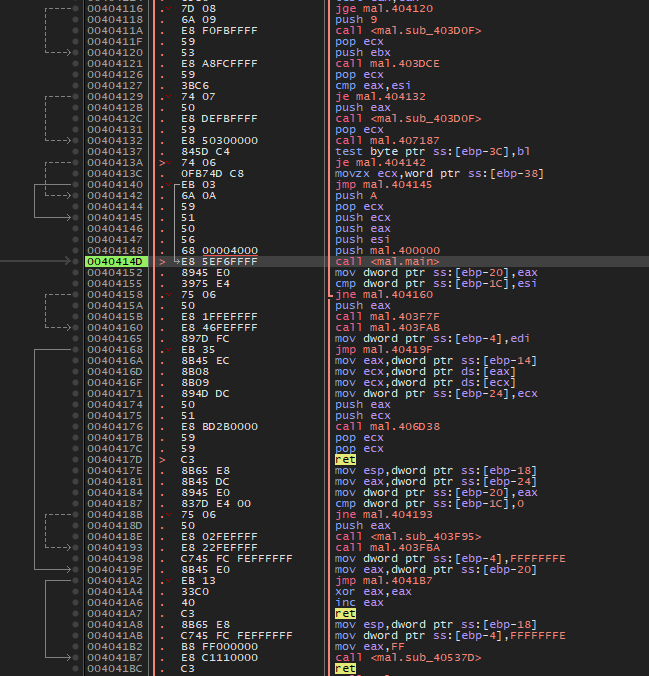 00404116 . 7D 08 jge mal.404120
00404118 . 6A 09 push 9
0040411A . E8 F0FBFFFF call <mal.sub_403D0F>
0040411F . 59 pop ecx
00404120 . 53 push ebx
00404121 . E8 A8FCFFFF call mal.403DCE
00404126 . 59 pop ecx
00404127 . 3BC6 cmp eax,esi
00404129 . 74 07 je mal.404132
0040412B . 50 push eax
0040412C . E8 DEFBFFFF call <mal.sub_403D0F>
00404131 . 59 pop ecx
00404132 . E8 50300000 call mal.407187
00404137 . 845D C4 test byte ptr ss:[ebp-3C],bl
0040413A > 74 06 je mal.404142
0040413C . 0FB74D C8 movzx ecx,word ptr ss:[ebp-38]
00404140 . EB 03 jmp mal.404145
00404142 . 6A 0A push A
00404144 . 59 pop ecx
00404145 . 51 push ecx
00404146 . 50 push eax
00404147 . 56 push esi
00404148 . 68 00004000 push mal.400000
0040414D > E8 5EF6FFFF call <mal.main>
00404152 . 8945 E0 mov dword ptr ss:[ebp-20],eax
00404155 . 3975 E4 cmp dword ptr ss:[ebp-1C],esi
00404158 . 75 06 jne mal.404160
0040415A . 50 push eax
0040415B . E8 1FFEFFFF call mal.403F7F
00404160 . E8 46FEFFFF call mal.403FAB
00404165 . 897D FC mov dword ptr ss:[ebp-4],edi
00404168 . EB 35 jmp mal.40419F
0040416A . 8B45 EC mov eax,dword ptr ss:[ebp-14]
0040416D . 8B08 mov ecx,dword ptr ds:[eax]
0040416F . 8B09 mov ecx,dword ptr ds:[ecx]
00404171 . 894D DC mov dword ptr ss:[ebp-24],ecx
00404174 . 50 push eax
00404175 . 51 push ecx
00404176 . E8 BD2B0000 call mal.406D38
0040417B . 59 pop ecx
0040417C . 59 pop ecx
0040417D > C3 ret
0040417E . 8B65 E8 mov esp,dword ptr ss:[ebp-18]
00404181 . 8B45 DC mov eax,dword ptr ss:[ebp-24]
00404184 . 8945 E0 mov dword ptr ss:[ebp-20],eax
00404187 . 837D E4 00 cmp dword ptr ss:[ebp-1C],0
0040418B . 75 06 jne mal.404193
0040418D . 50 push eax
0040418E . E8 02FEFFFF call <mal.sub_403F95>
00404193 . E8 22FEFFFF call mal.403FBA
00404198 . C745 FC FEFFFFFF mov dword ptr ss:[ebp-4],FFFFFFFE
0040419F . 8B45 E0 mov eax,dword ptr ss:[ebp-20]
004041A2 . EB 13 jmp mal.4041B7
004041A4 . 33C0 xor eax,eax
004041A6 . 40 inc eax
004041A7 . C3 ret
004041A8 . 8B65 E8 mov esp,dword ptr ss:[ebp-18]
004041AB . C745 FC FEFFFFFF mov dword ptr ss:[ebp-4],FFFFFFFE
004041B2 . B8 FF000000 mov eax,FF
004041B7 . E8 C1110000 call <mal.sub_40537D>
004041BC . C3 ret